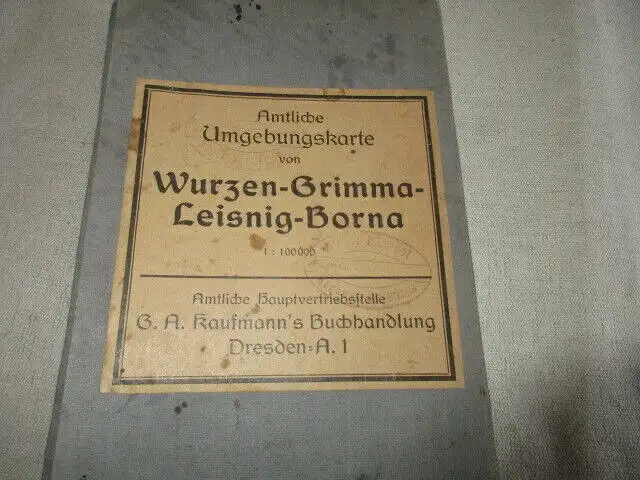 Amtliche
Umgebungskarte
von
Wurzen-Grimma-
Leisnig-Borna
1 : 100000
Amtliche Hauptvertriebsstelle
G. A. Kaufmann's Buchhandlung
Dresden=A. 1